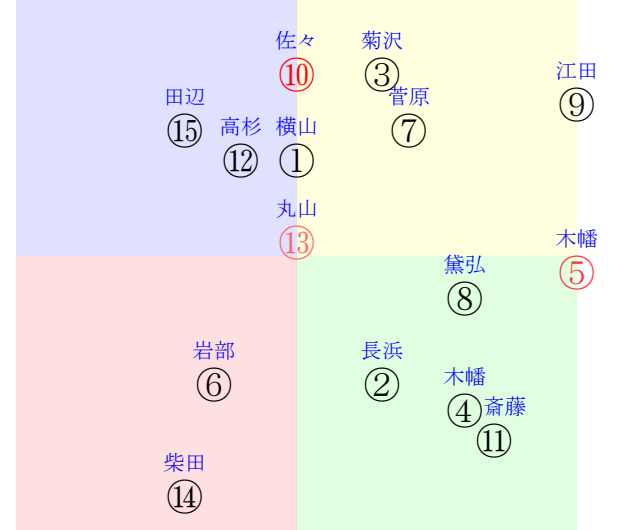 佐々
⑩
菊沢
③
江田
⑨
田辺
⑮
菅原
⑦
高杉
⑫
横山
①
丸山
⑬
木幡
⑤
黛弘
⑧
岩部
⑥
長浜
②
木幡
④
斎藤
⑪
柴田
⑭